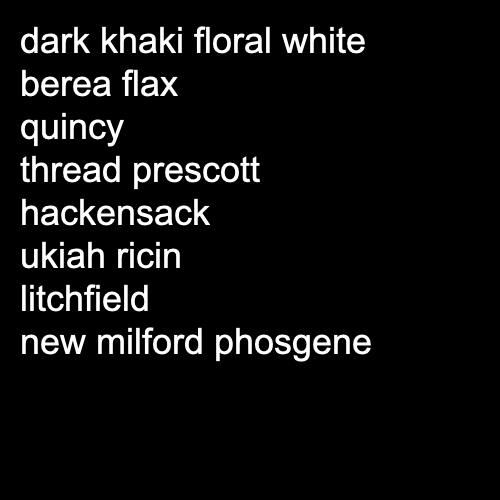 dark khaki floral white
berea flax
quincy
thread prescott
hackensack
ukiah ricin
litchfield
new milford phosgene